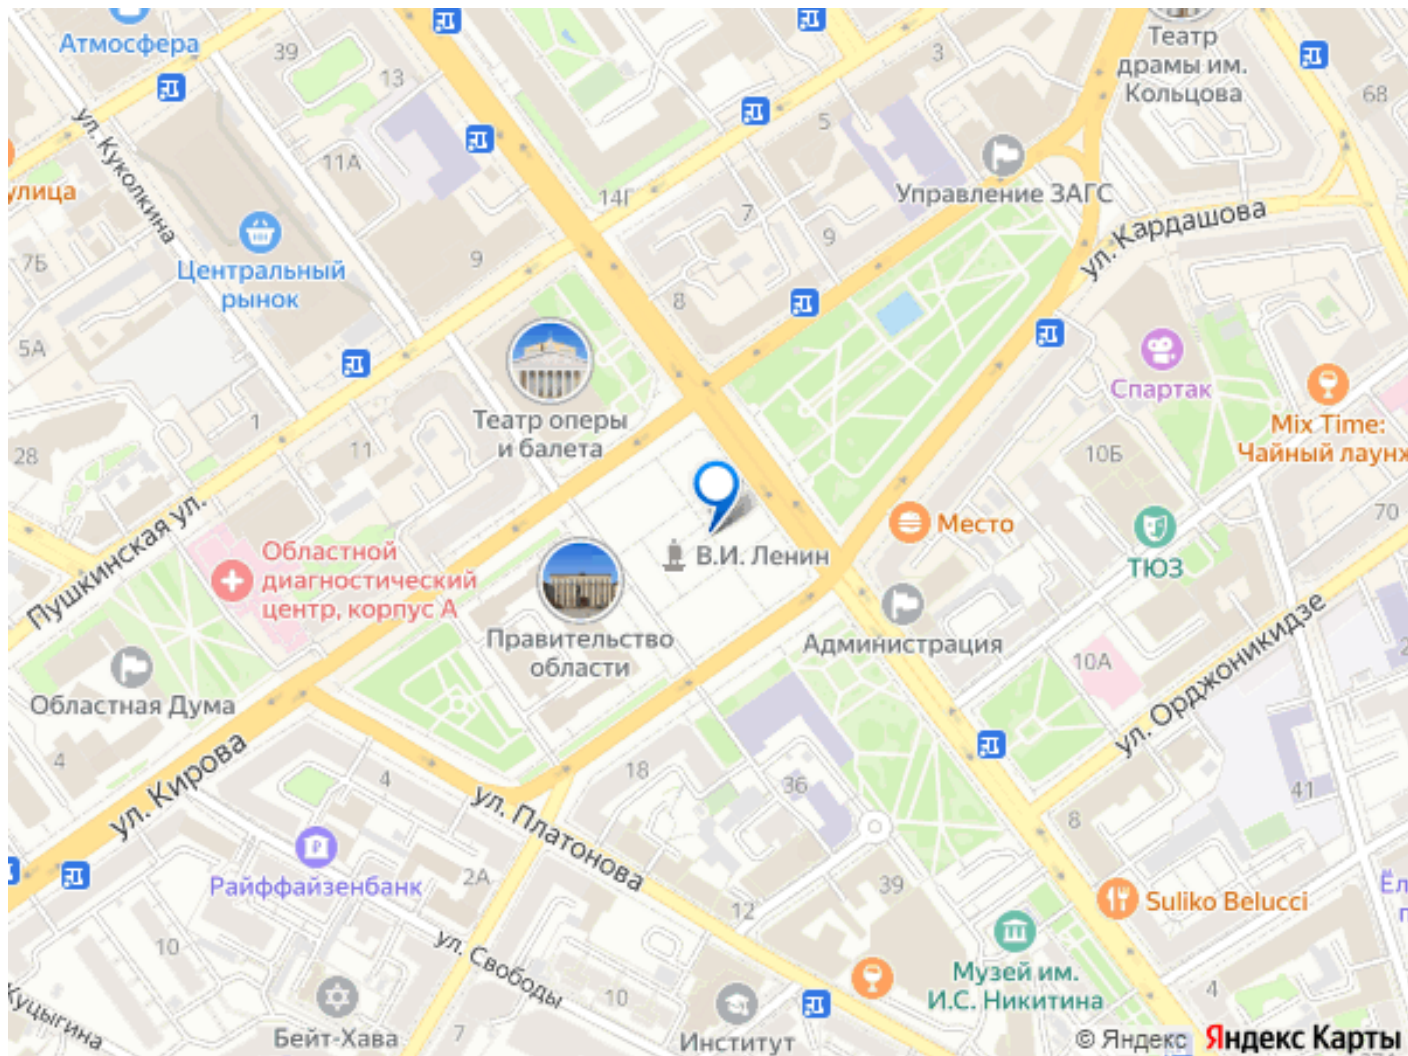 Атмосфера
39
13
3
Театр
драмы им.
Кольцова
68
5
ул. Куколкина
11А
14Г
улица
7
9
Управление ЗАГС
ул. Кардашова
7Б
Центральный
рынок
9
8
5А
Театр оперы
и балета
Спартак
Mix Time:
Чайный лаунж
1
11
28
10Б
70
Пушкинская ул.
Место
Областной
диагностический
центр, корпус А
В.И. Ленин
ТЮЗ
Правительство
области
Администрация
10А
2
ул. Орджоникидзе
Областная Дума
4
ул. Кирова
4
18
36
41
8
ул. Платонова
Райффайзенбанк
2А
39
12
Suliko Belucci
Ёл
п
10
ул. Свободы
10
Музей им.
И.С. Никитина
4
Куцыгина
Бейт-Хава
7
Институт
© Яндекс Яндекс Карты